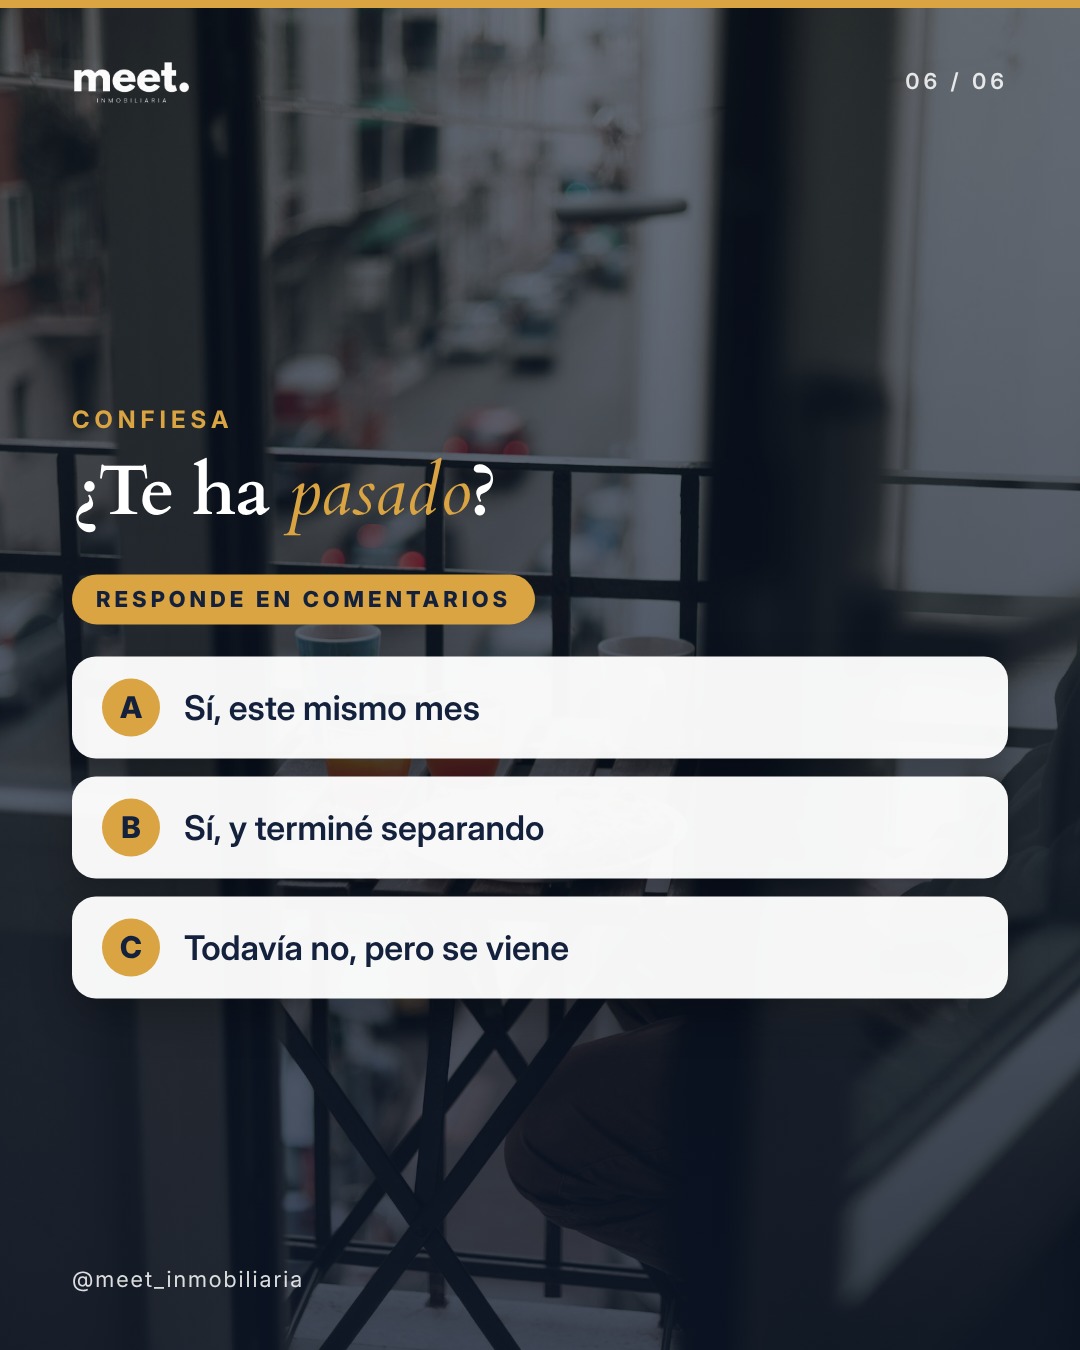 meet.
INMOBILIARIA
06 / 06
CONFIESA
¿Te ha pasado?
RESPONDE EN COMENTARIOS
A Sí, este mismo mes
B Sí, y terminé separando
C Todavía no, pero se viene
@meet_inmobiliaria